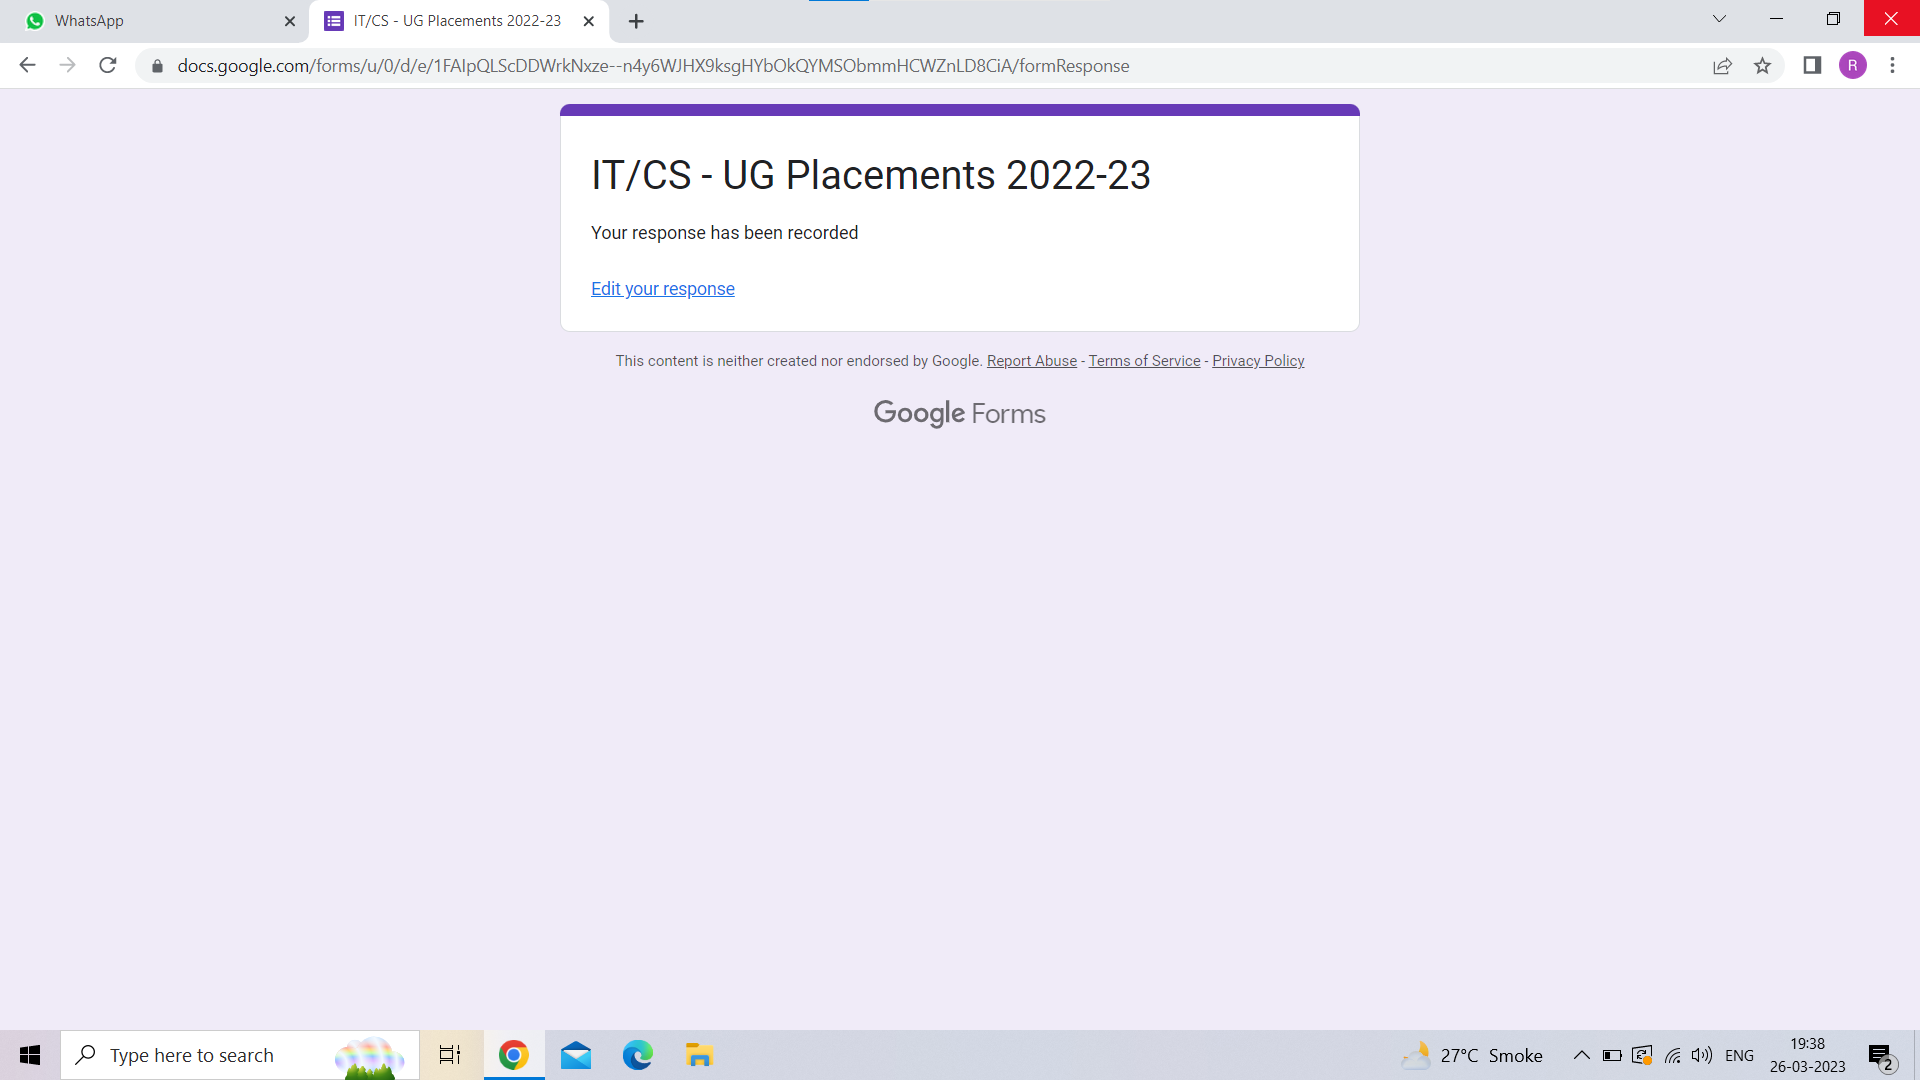 WhatsApp
IT/CS - UG Placements 2022-23
docs.google.com/forms/u/0/d/e/1FAIpQLScDDWrkNxze--n4y6WJHX9ksgHYbOkQYMSObmmHCWZnLD8CiA/formResponse
R
IT/CS - UG Placements 2022-23
Your response has been recorded
Edit your response
This content is neither created nor endorsed by Google. Report Abuse - Terms of Service - Privacy Policy
Google Forms
Type here to search
27°C Smoke
ENG
19:38
26-03-2023
2